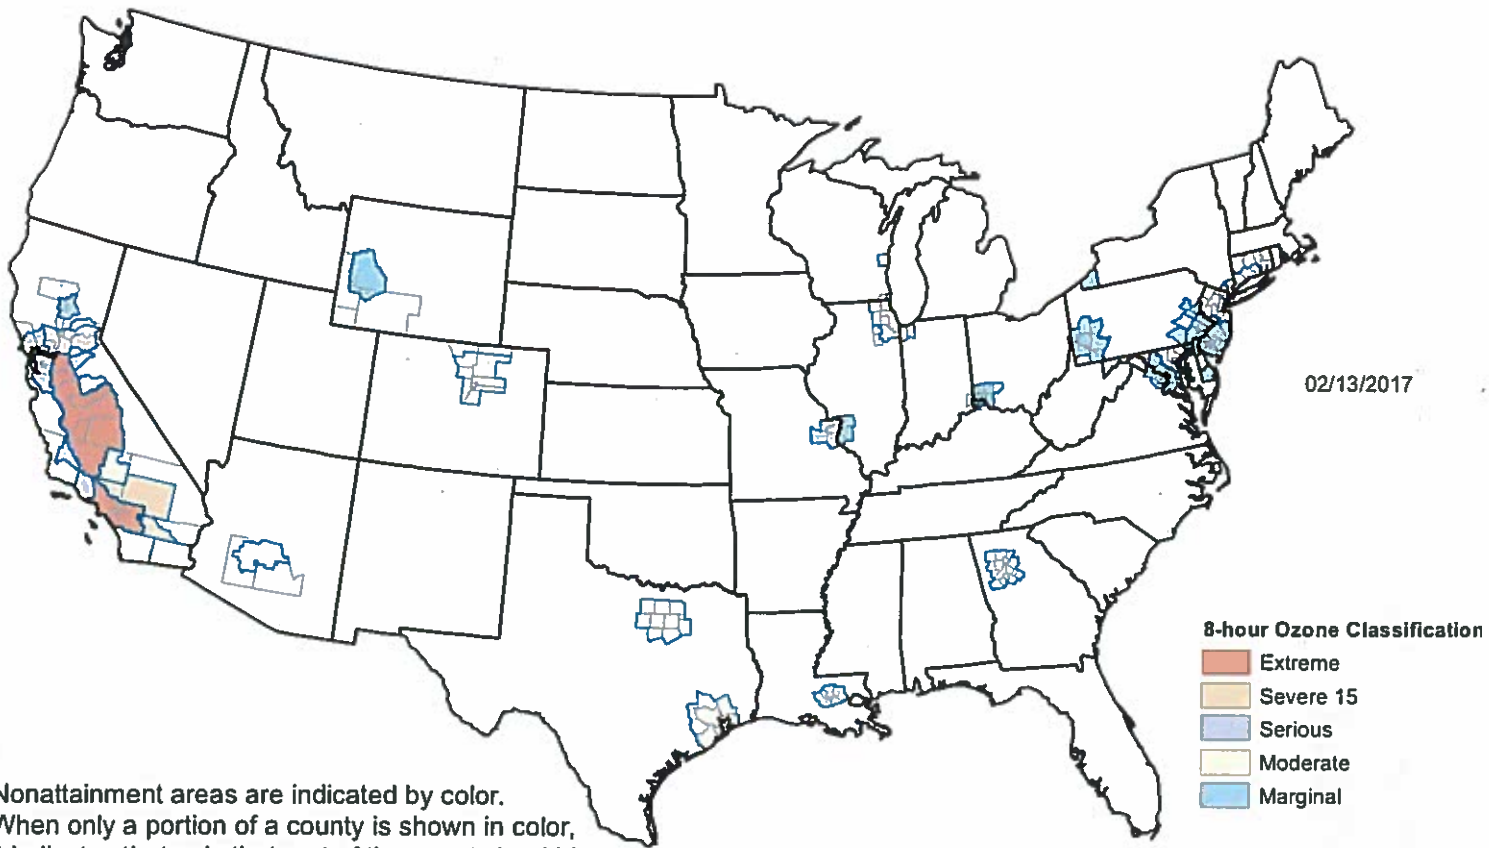 02/13/2017
8-hour Ozone Classification
Extreme
Severe 15
Serious
Moderate
Marginal
Nonattainment areas are indicated by color.
When only a portion of a county is shown in color,